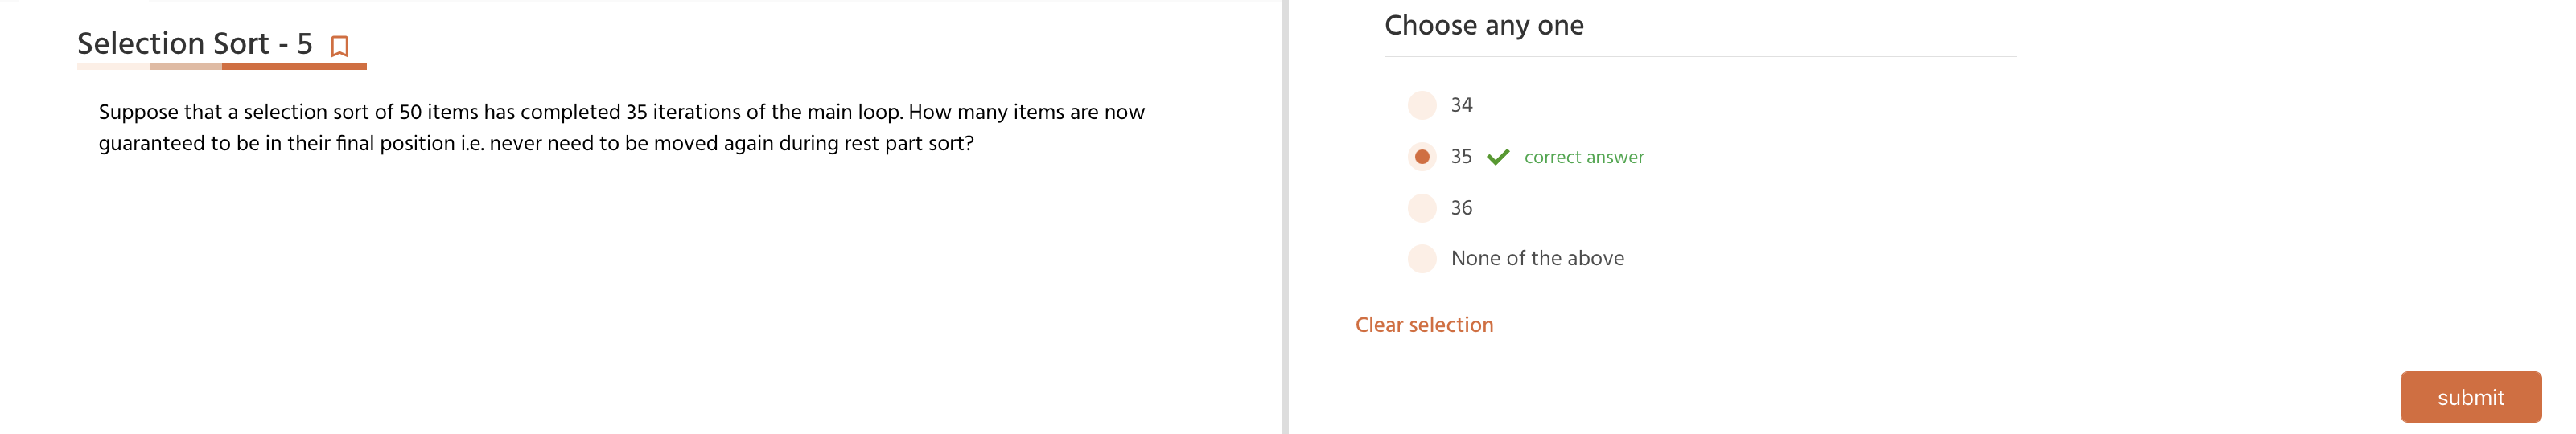 Selection Sort - 5
Suppose that a selection sort of 50 items has completed 35 iterations of the main loop. How many items are now
guaranteed to be in their final position i.e. never need to be moved again during rest part sort?
Choose any one
34
35 correct answer
36
None of the above
Clear selection
submit